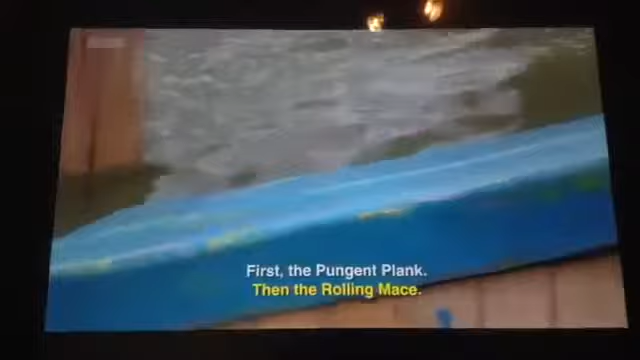 First, the Pungent Plank.
Then the Rolling Mace.